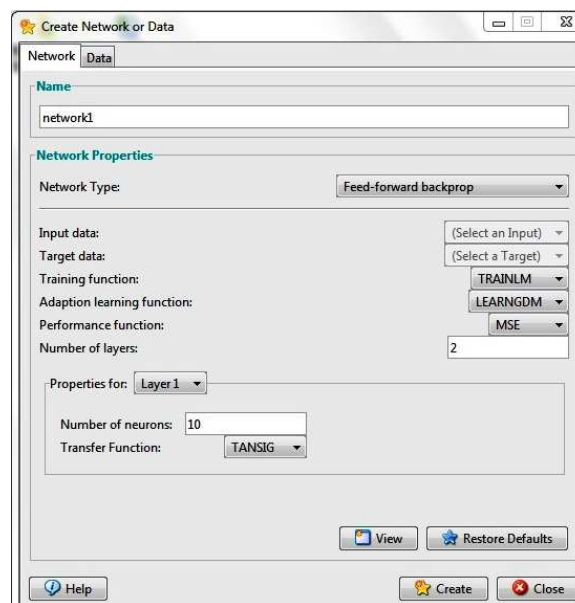 Create Network or Data
Network Data
Name
network1
Network Properties
Network Type: Feed-forward backprop
Input data: (Select an Input)
Target data: (Select a Target)
Training function: TRAINLM
Adaption learning function: LEARNGDM
Performance function: MSE
Number of layers: 2
Properties for: Layer 1
Number of neurons: 10
Transfer Function: TANSIG
View Restore Defaults
Help Create Close